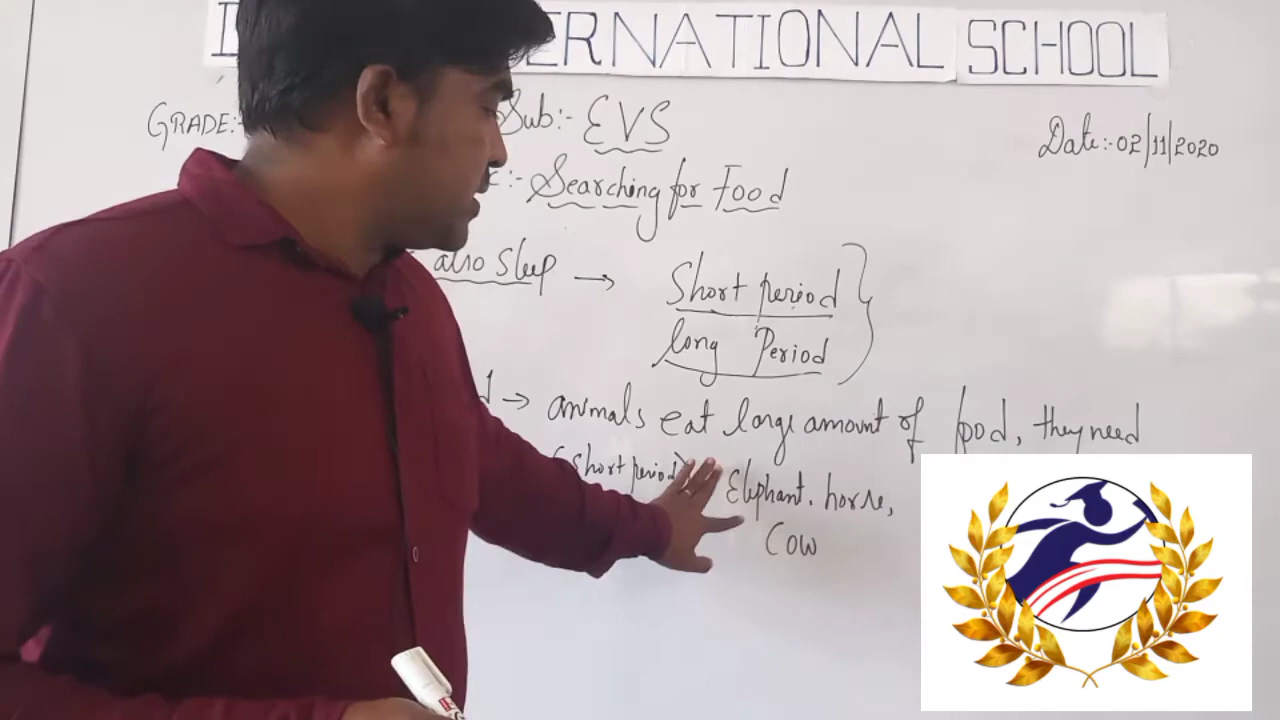 INTERNATIONAL SCHOOL
GRADE:- Sub:- EVS
Date:-02/11/2020
:- Searching for Food
also Sleep → Short period
long Period
→ animals eat large amount of food, they need
(short period) Elephant, horse,
Cow